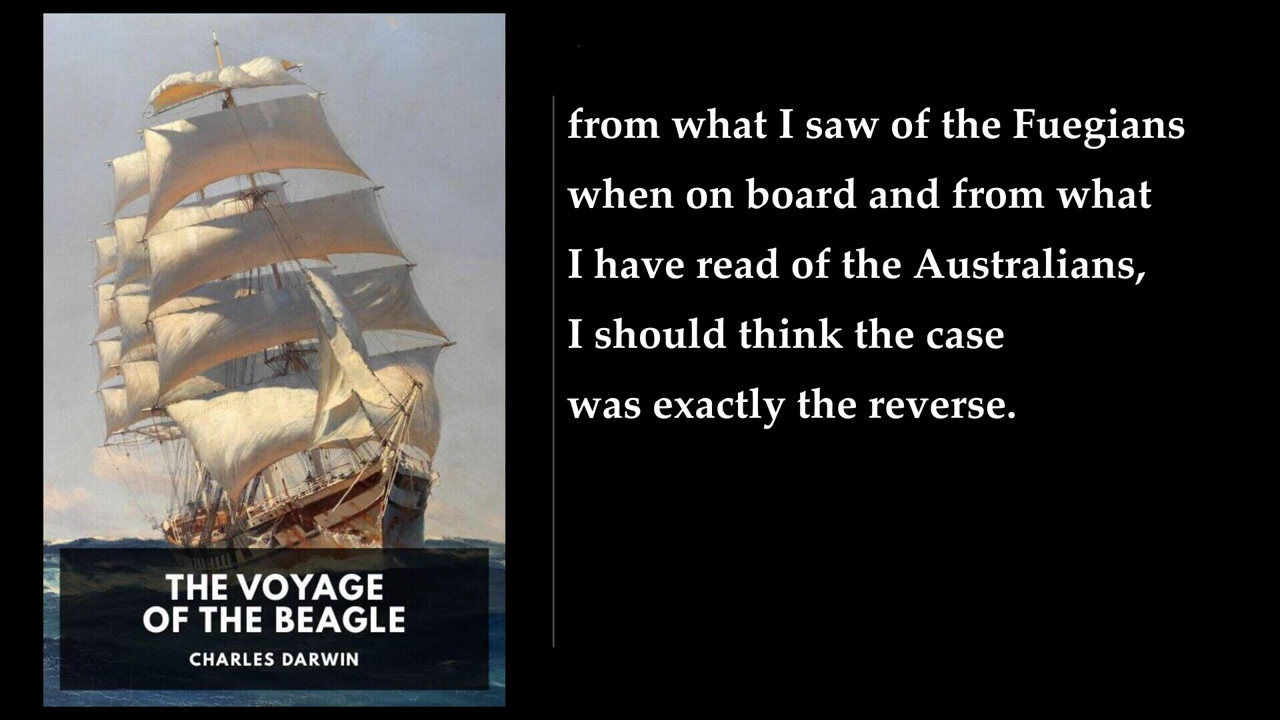 from what I saw of the Fuegians
when on board and from what
I have read of the Australians,
I should think the case
was exactly the reverse.
THE VOYAGE
OF THE BEAGLE
CHARLES DARWIN